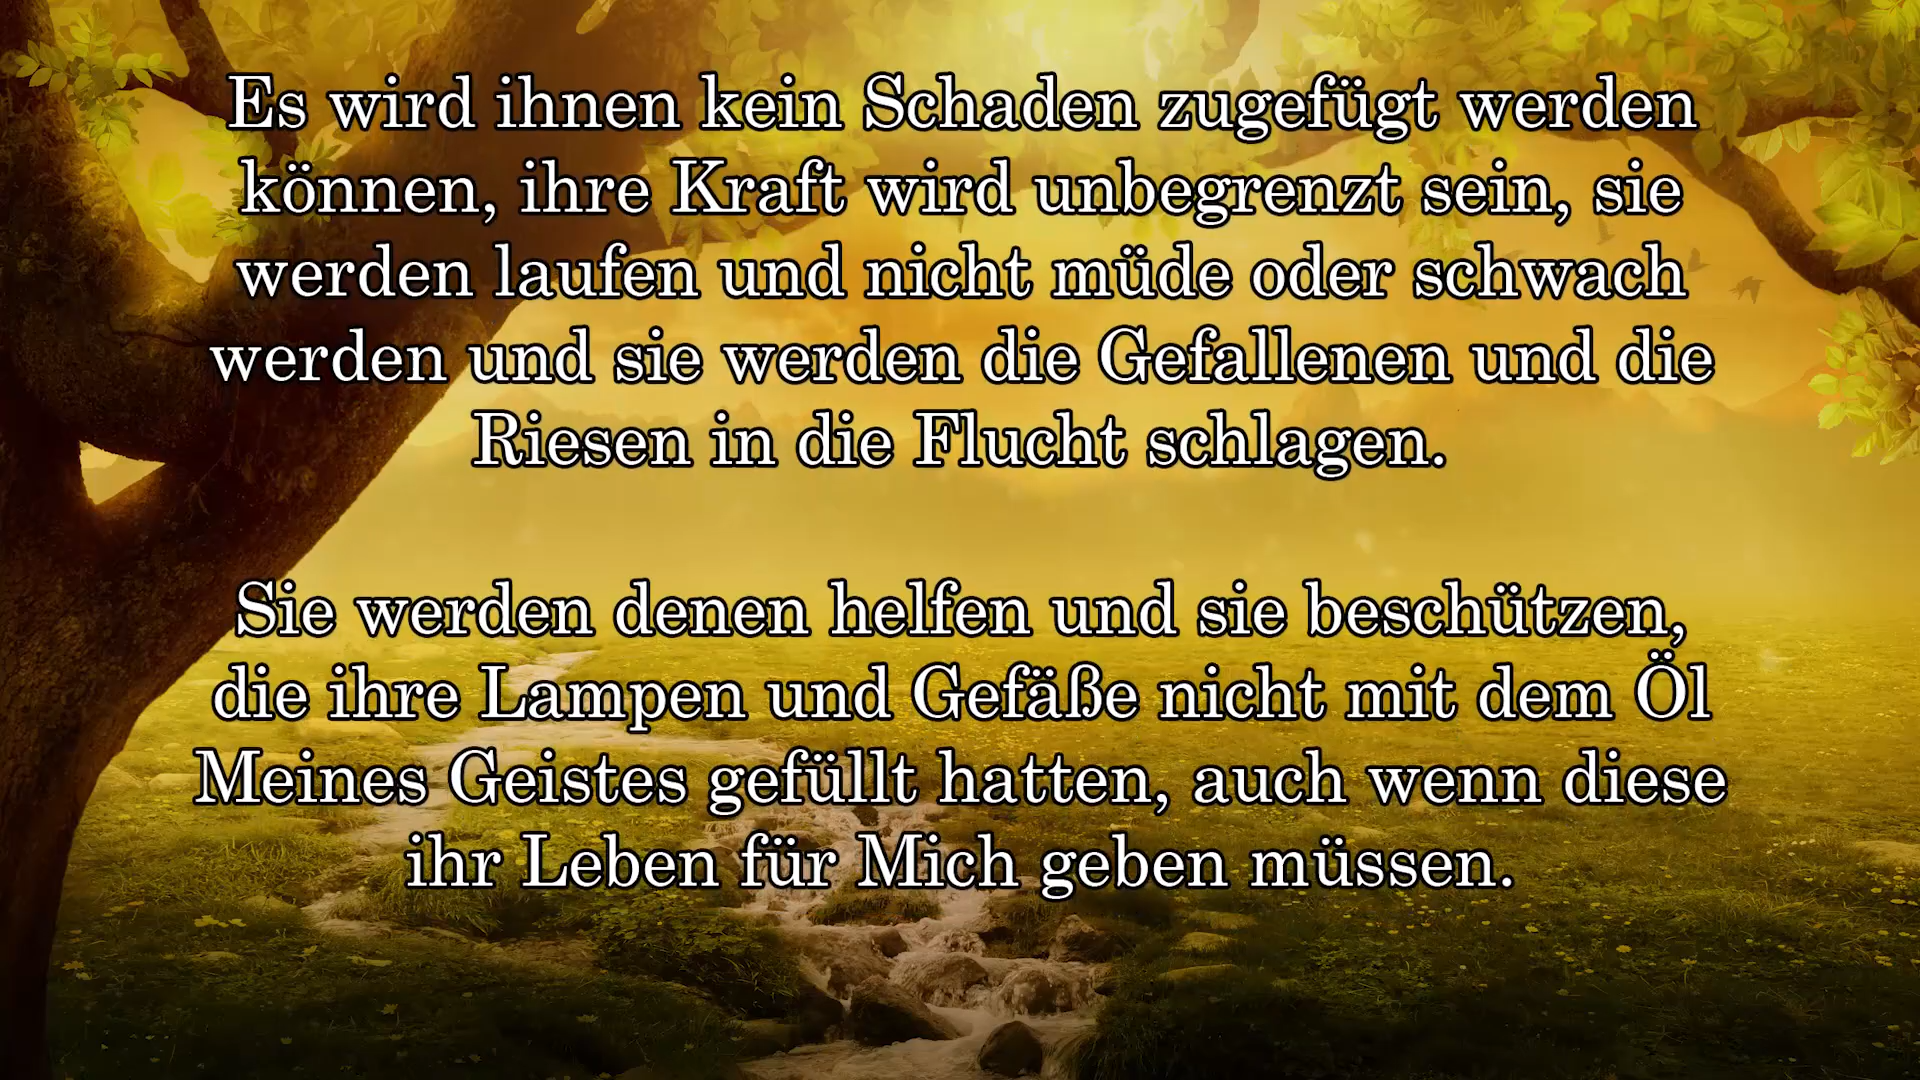 Es wird ihnen kein Schaden zugefügt werden
können, ihre Kraft wird unbegrenzt sein, sie
werden laufen und nicht müde oder schwach
werden und sie werden die Gefallenen und die
Riesen in die Flucht schlagen.
Sie werden denen helfen und sie beschützen,
die ihre Lampen und Gefäße nicht mit dem Öl
Meines Geistes gefüllt hatten, auch wenn diese
ihr Leben für Mich geben müssen.